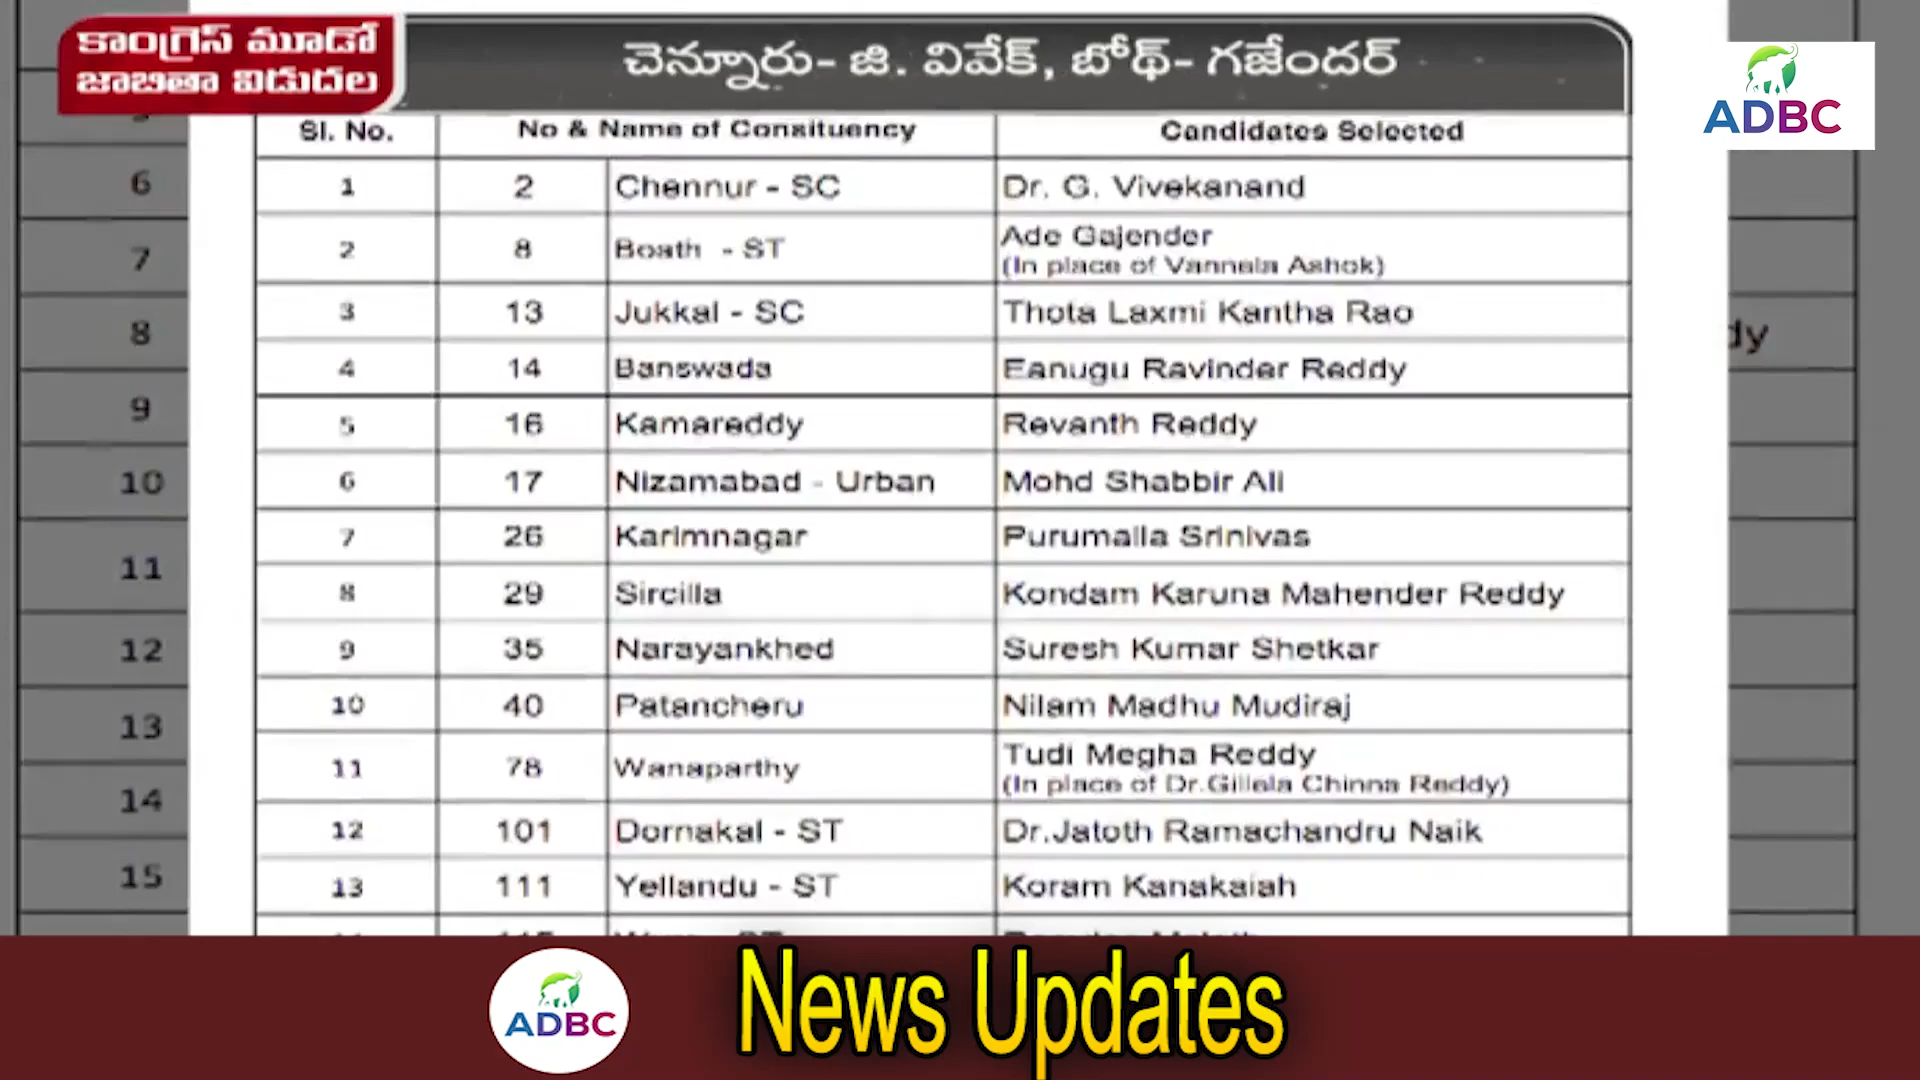 కాంగ్రెస్ మూడో
జాబితా విడుదల
చెన్నూరు- జి. వివేక్, బోథ్- గజేందర్
ADBC
Sl. No. No & Name of Consituency Candidates Selected
1 2 Chennur - SC Dr. G. Vivekanand
2 8 Boath - ST Ade Gajender
(In place of Vannela Ashok)
3 13 Jukkal - SC Thota Laxmi Kantha Rao
4 14 Banswada Eanugu Ravinder Reddy
5 16 Kamareddy Revanth Reddy
6 17 Nizamabad - Urban Mohd Shabbir Ali
7 26 Karimnagar Purumalla Srinivas
8 29 Sircilla Kondam Karuna Mahender Reddy
9 35 Narayankhed Suresh Kumar Shetkar
10 40 Patancheru Nilam Madhu Mudiraj
11 78 Wanaparthy Tudi Megha Reddy
(In place of Dr.Gillela Chinna Reddy)
12 101 Dornakal - ST Dr.Jatoth Ramachandru Naik
13 111 Yellandu - ST Koram Kanakaiah
6
7
8 dy
9
10
11
12
13
14
15
ADBC
News Updates